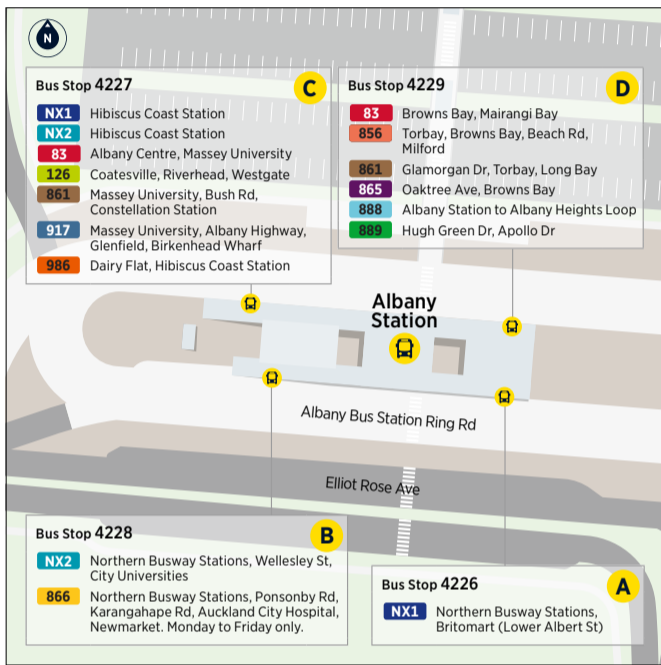 N
Bus Stop 4227
C
NX1 Hibiscus Coast Station
NX2 Hibiscus Coast Station
83 Albany Centre, Massey University
126 Coatesville, Riverhead, Westgate
861 Massey University, Bush Rd,
Constellation Station
917 Massey University, Albany Highway,
Glenfield, Birkenhead Wharf
986 Dairy Flat, Hibiscus Coast Station
Bus Stop 4229
D
83 Browns Bay, Mairangi Bay
856 Torbay, Browns Bay, Beach Rd,
Milford
861 Glamorgan Dr, Torbay, Long Bay
865 Oaktree Ave, Browns Bay
888 Albany Station to Albany Heights Loop
889 Hugh Green Dr, Apollo Dr
Albany
Station
Albany Bus Station Ring Rd
Elliot Rose Ave
Bus Stop 4228
B
NX2 Northern Busway Stations, Wellesley St,
City Universities
866 Northern Busway Stations, Ponsonby Rd,
Karangahape Rd, Auckland City Hospital,
Newmarket. Monday to Friday only.
Bus Stop 4226
A
NX1 Northern Busway Stations,
Britomart (Lower Albert St)